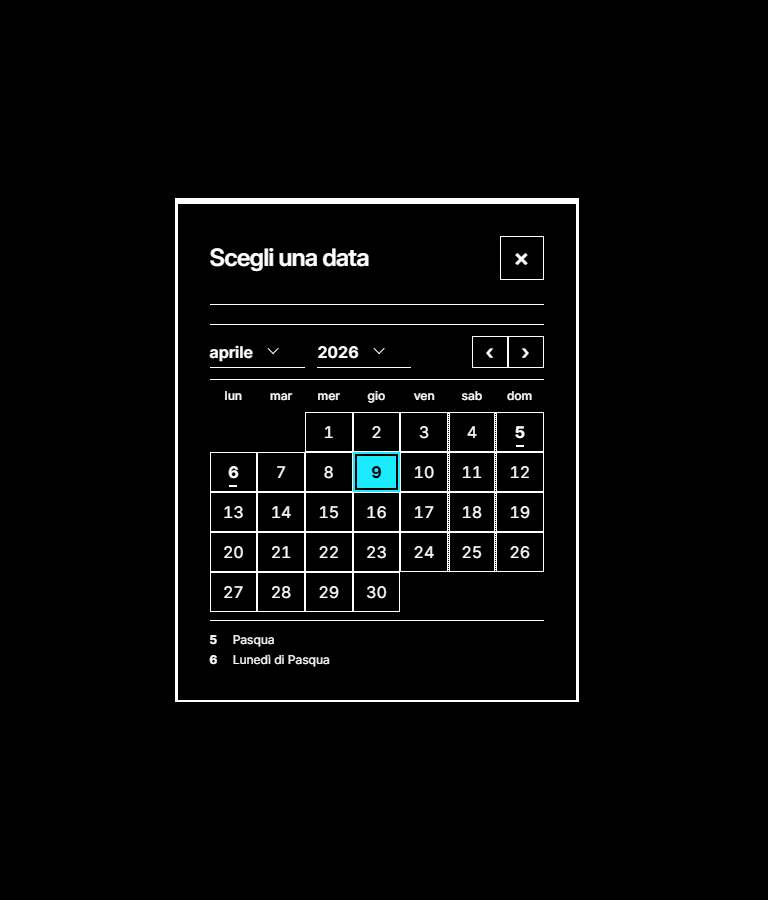 Scegli una data ×
aprile 2026 ‹ ›
lun mar mer gio ven sab dom
1 2 3 4 5
6 7 8 9 10 11 12
13 14 15 16 17 18 19
20 21 22 23 24 25 26
27 28 29 30
5 Pasqua
6 Lunedì di Pasqua